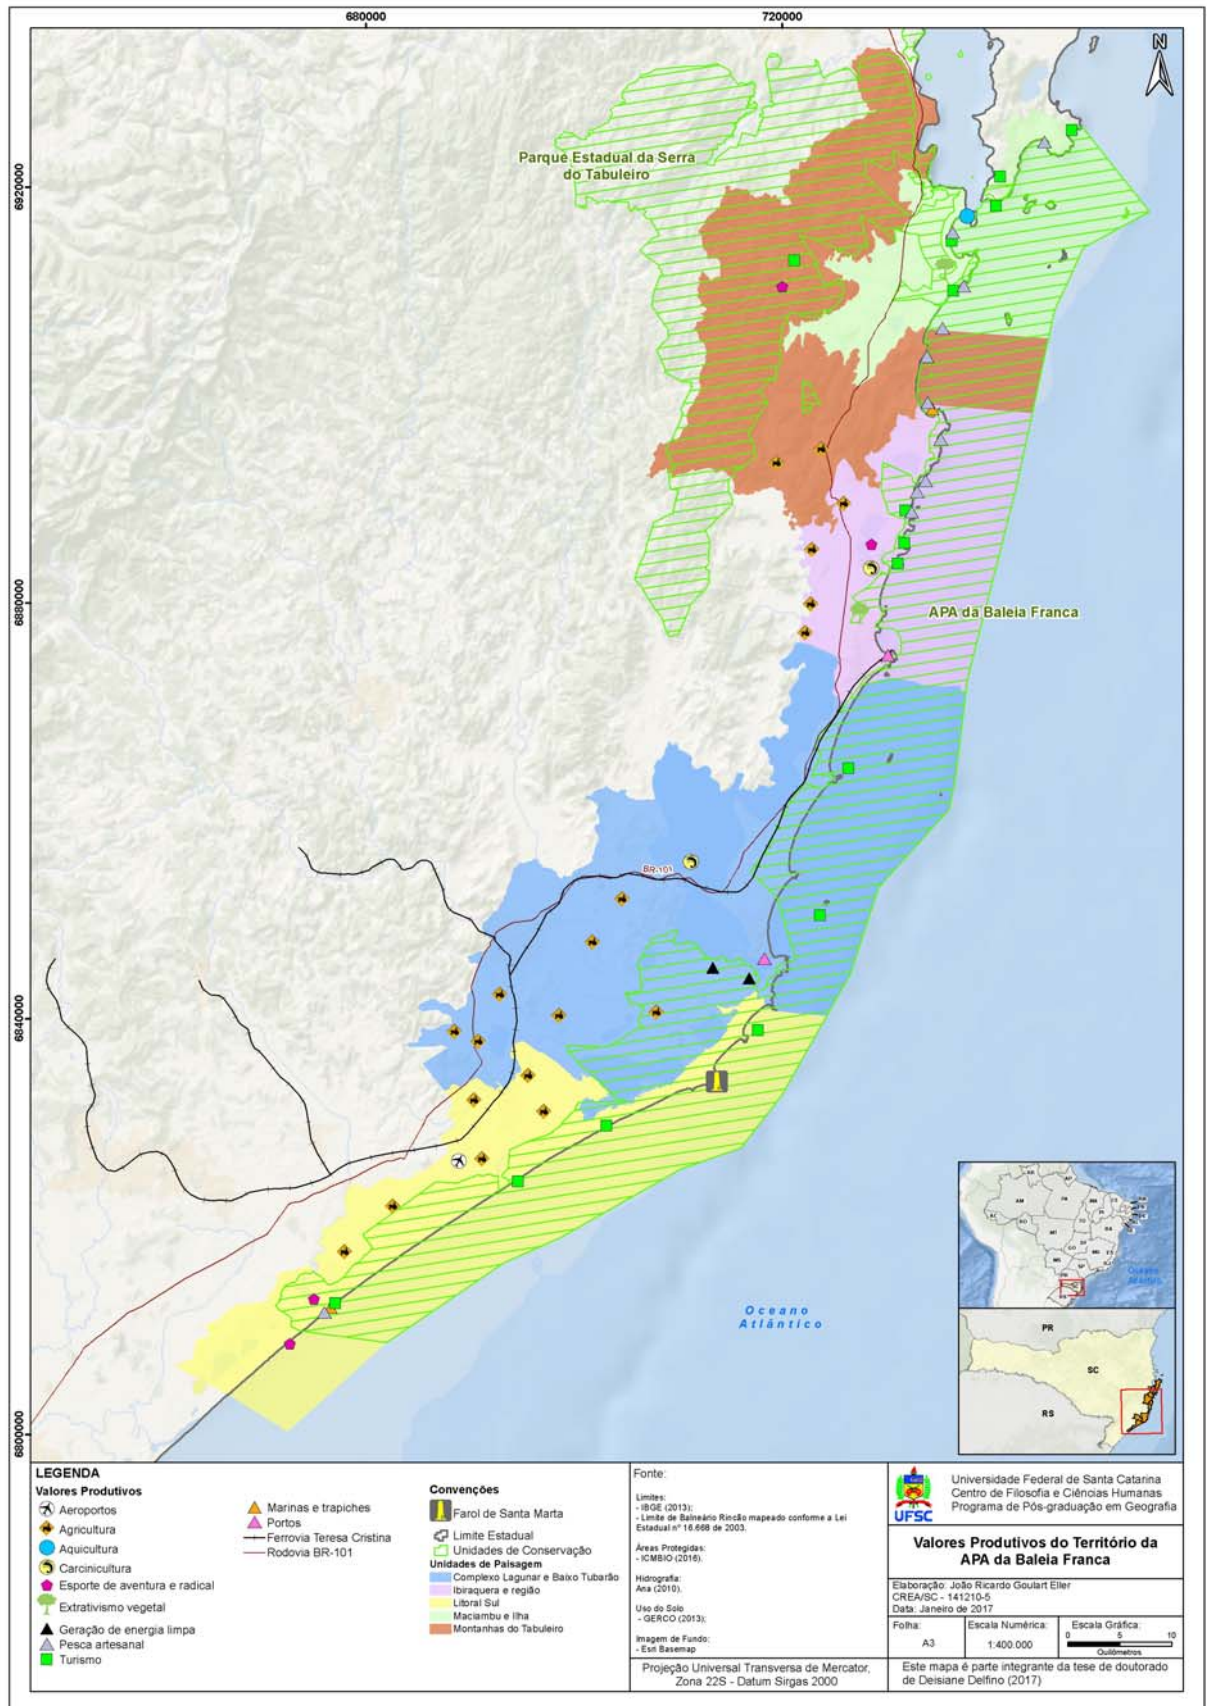 680000
720000
N
Parque Estadual da Serra
do Tabuleiro
6920000
6880000
APA da Baleia Franca
BR-101
6840000
6800000
Oceano
Atlântico
PR
SC
RS
LEGENDA
Valores Produtivos
Aeroportos
Agricultura
Aquicultura
Carcinicultura
Esporte de aventura e radical
Extrativismo vegetal
Geração de energia limpa
Pesca artesanal
Turismo
Marinas e trapiches
Portos
Ferrovia Teresa Cristina
Rodovia BR-101
Convenções
Farol de Santa Marta
Limite Estadual
Unidades de Conservação
Unidades de Paisagem
Complexo Lagunar e Baixo Tubarão
Ibiraquera e região
Litoral Sul
Maciambu e Ilha
Montanhas do Tabuleiro
Fonte:
Limites:
- IBGE (2013);
- Limite de Balneário Rincão mapeado conforme a Lei
Estadual nº 16.668 de 2003.
Áreas Protegidas:
- ICMBIO (2016).
Hidrografia:
Ana (2010).
Uso do Solo
- GERCO (2013);
Imagem de Fundo:
- Esri Basemap
Projeção Universal Transversa de Mercator,
Zona 22S - Datum Sirgas 2000
UFSC
Universidade Federal de Santa Catarina
Centro de Filosofia e Ciências Humanas
Programa de Pós-graduação em Geografia
Valores Produtivos do Território da
APA da Baleia Franca
Elaboração: João Ricardo Goulart Eller
CREA/SC - 141210-5
Data: Janeiro de 2017
Folha:
A3
Escala Numérica:
1:400.000
Escala Gráfica:
0 5 10
Quilômetros
Este mapa é parte integrante da tese de doutorado
de Deisiane Delfino (2017)